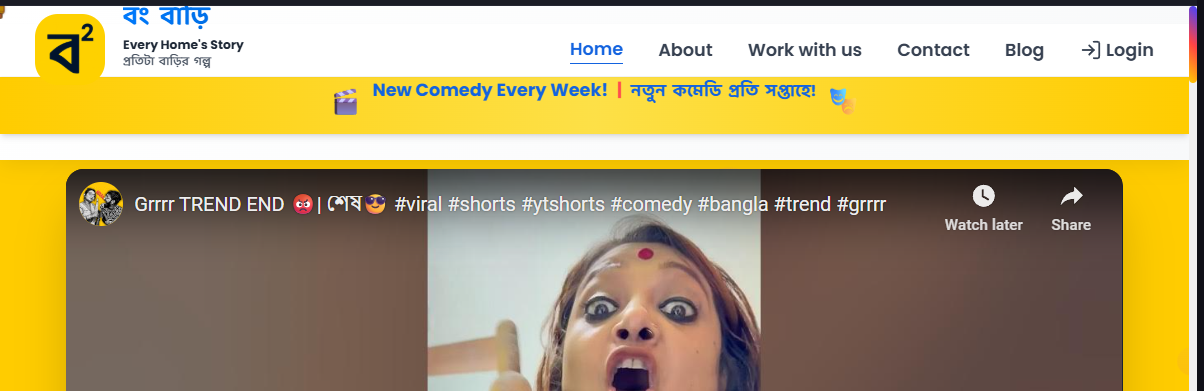 ব২
বং বাড়ি
Every Home's Story
প্রতিটা বাড়ির গল্প
Home
About
Work with us
Contact
Blog
Login
New Comedy Every Week! | নতুন কমেডি প্রতি সপ্তাহে!
Grrrr TREND END 😡| শেষ😎 #viral #shorts #ytshorts #comedy #bangla #trend #grrrr
Watch later
Share